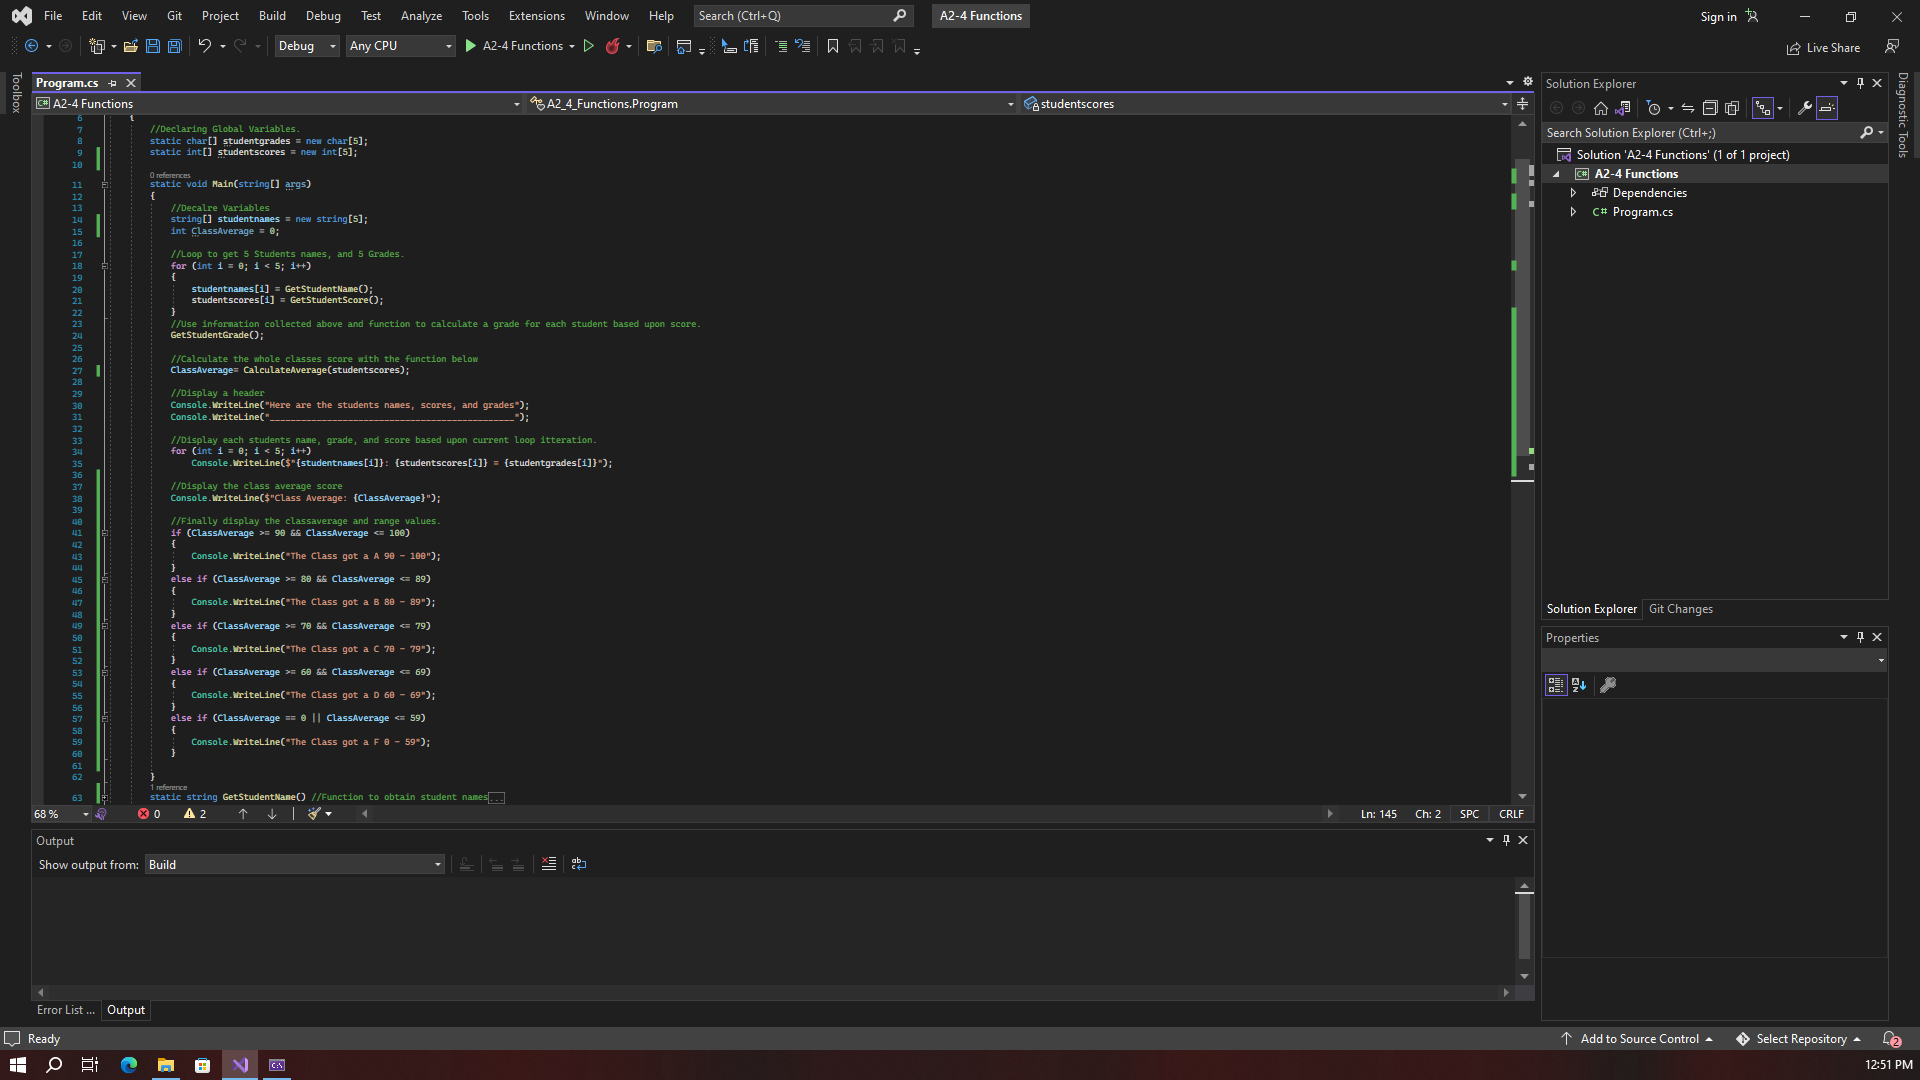 File Edit View Git Project Build Debug Test Analyze Tools Extensions Window Help Search (Ctrl+Q) A2-4 Functions Sign in
Debug Any CPU A2-4 Functions Live Share
Toolbox
Program.cs
A2-4 Functions A2_4_Functions.Program studentscores
6 {
7 //Declaring Global Variables.
8 static char[] studentgrades = new char[5];
9 static int[] studentscores = new int[5];
10
0 references
11 static void Main(string[] args)
12 {
13 //Decalre Variables
14 string[] studentnames = new string[5];
15 int ClassAverage = 0;
16
17 //Loop to get 5 Students names, and 5 Grades.
18 for (int i = 0; i < 5; i++)
19 {
20 studentnames[i] = GetStudentName();
21 studentscores[i] = GetStudentScore();
22 }
23 //Use information collected above and function to calculate a grade for each student based upon score.
24 GetStudentGrade();
25
26 //Calculate the whole classes score with the function below
27 ClassAverage= CalculateAverage(studentscores);
28
29 //Display a header
30 Console.WriteLine("Here are the students names, scores, and grades");
31 Console.WriteLine("_______________________________________________");
32
33 //Display each students name, grade, and score based upon current loop itteration.
34 for (int i = 0; i < 5; i++)
35 Console.WriteLine($"{studentnames[i]}: {studentscores[i]} = {studentgrades[i]}");
36
37 //Display the class average score
38 Console.WriteLine($"Class Average: {ClassAverage}");
39
40 //Finally display the classaverage and range values.
41 if (ClassAverage >= 90 && ClassAverage <= 100)
42 {
43 Console.WriteLine("The Class got a A 90 - 100");
44 }
45 else if (ClassAverage >= 80 && ClassAverage <= 89)
46 {
47 Console.WriteLine("The Class got a B 80 - 89");
48 }
49 else if (ClassAverage >= 70 && ClassAverage <= 79)
50 {
51 Console.WriteLine("The Class got a C 70 - 79");
52 }
53 else if (ClassAverage >= 60 && ClassAverage <= 69)
54 {
55 Console.WriteLine("The Class got a D 60 - 69");
56 }
57 else if (ClassAverage == 0 || ClassAverage <= 59)
58 {
59 Console.WriteLine("The Class got a F 0 - 59");
60 }
61
62 }
1 reference
63 static string GetStudentName() //Function to obtain student names...
68 % 0 2 Ln: 145 Ch: 2 SPC CRLF
Output
Show output from: Build
Error List ... Output
Solution Explorer
Search Solution Explorer (Ctrl+;)
Solution 'A2-4 Functions' (1 of 1 project)
C# A2-4 Functions
Dependencies
C# Program.cs
Solution Explorer Git Changes
Properties
Diagnostic Tools
Ready Add to Source Control Select Repository 2
12:51 PM